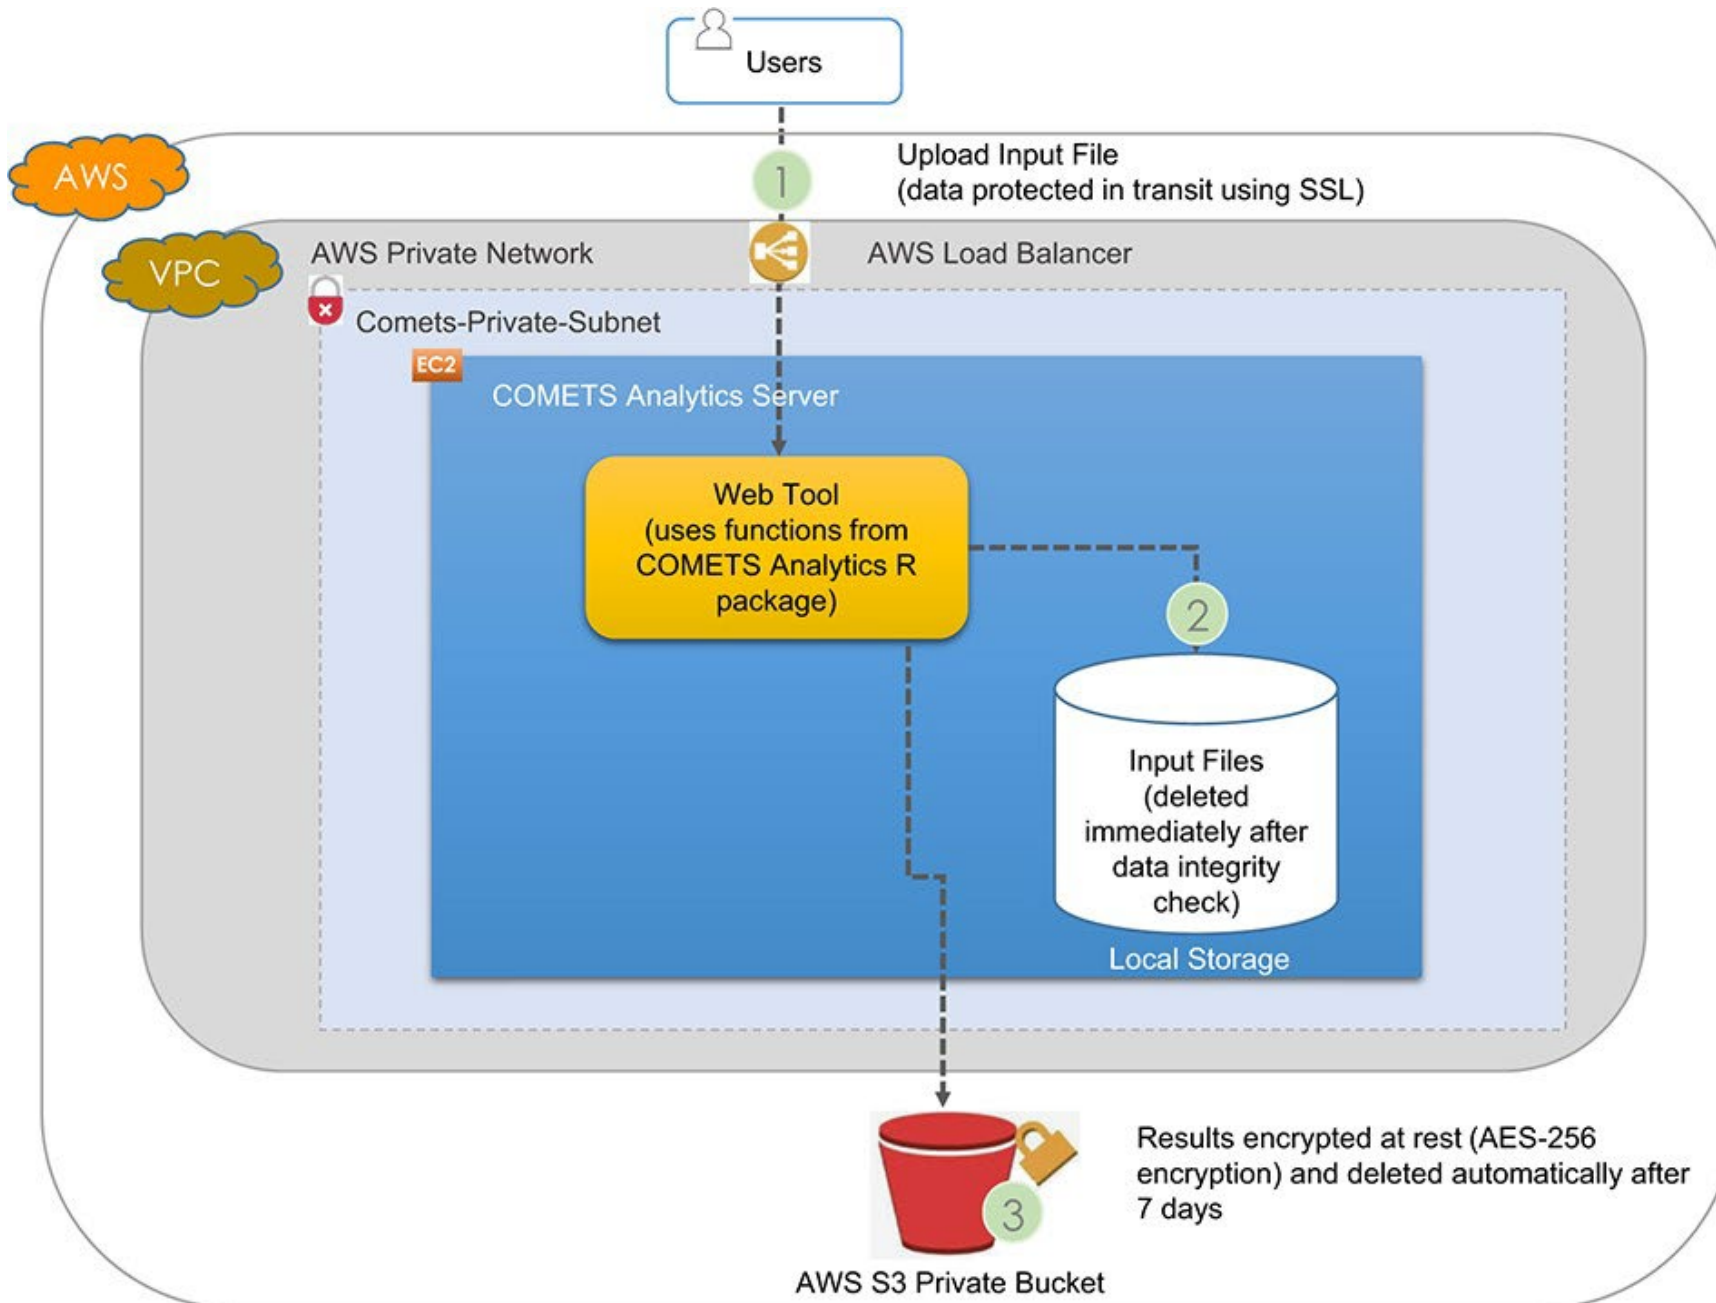 Users
AWS
1
Upload Input File
(data protected in transit using SSL)
VPC
AWS Private Network
AWS Load Balancer
Comets-Private-Subnet
EC2
COMETS Analytics Server
Web Tool
(uses functions from
COMETS Analytics R
package)
2
Input Files
(deleted
immediately after
data integrity
check)
Local Storage
3
Results encrypted at rest (AES-256
encryption) and deleted automatically after
7 days
AWS S3 Private Bucket